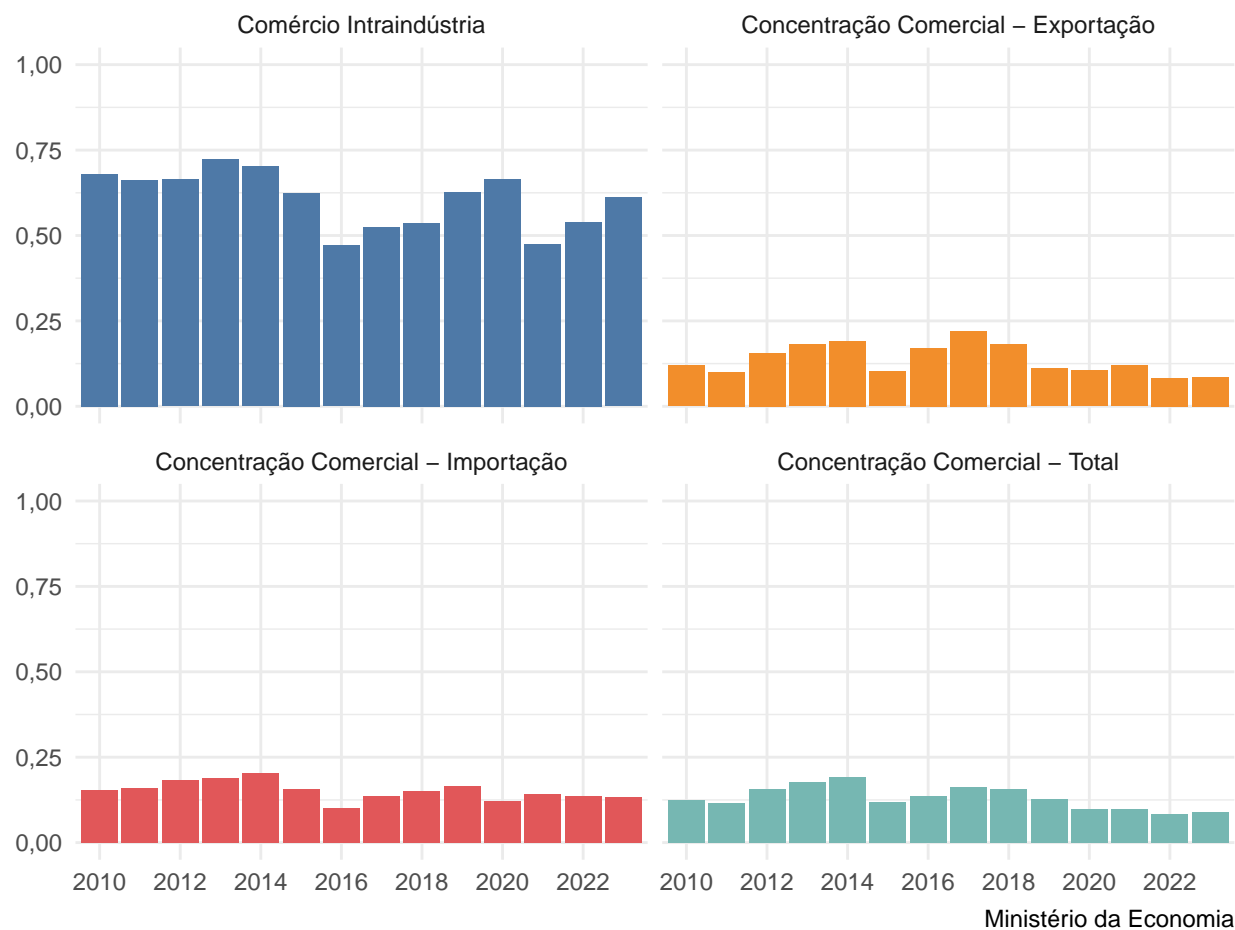 Comércio Intraindústria
Concentração Comercial – Exportação
1,00
0,75
0,50
0,25
0,00
Concentração Comercial – Importação
Concentração Comercial – Total
1,00
0,75
0,50
0,25
0,00
2010 2012 2014 2016 2018 2020 2022
2010 2012 2014 2016 2018 2020 2022
Ministério da Economia